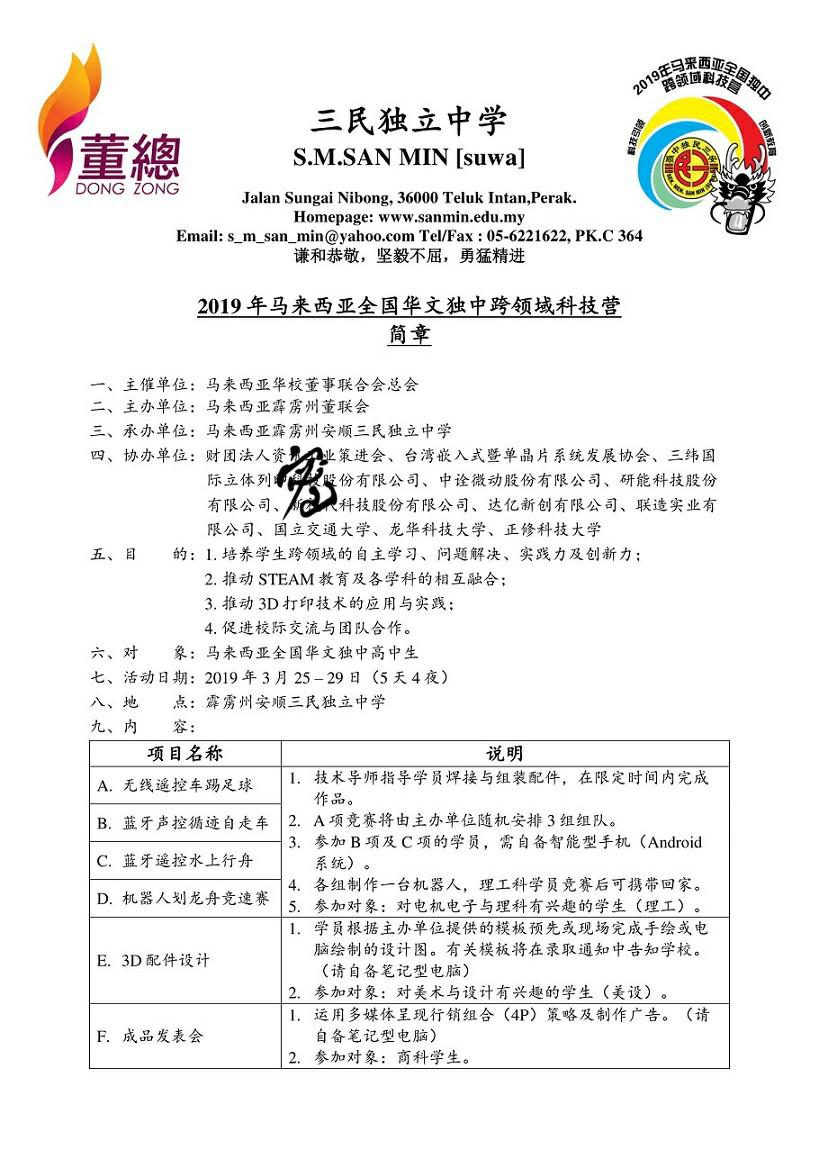 董總
DONG ZONG
2019年马来西亚全国独中
跨领域科技营
科技引领
创新教育
三民独立中学
S.M.SAN MIN [suwa]
Jalan Sungai Nibong, 36000 Teluk Intan,Perak.
Homepage: www.sanmin.edu.my
Email: s_m_san_min@yahoo.com Tel/Fax : 05-6221622, PK.C 364
谦和恭敬，坚毅不屈，勇猛精进
2019 年马来西亚全国华文独中跨领域科技营
简章
一、主催单位：马来西亚华校董事联合会总会
二、主办单位：马来西亚霹雳州董联会
三、承办单位：马来西亚霹雳州安顺三民独立中学
四、协办单位：财团法人资 业策进会、台湾嵌入式暨单晶片系统发展协会、三纬国
际立体列 科技股份有限公司、中诠微动股份有限公司、研能科技股份
有限公司、 代科技股份有限公司、达亿新创有限公司、联造实业有
限公司、国立交通大学、龙华科技大学、正修科技大学
五、目 的：1. 培养学生跨领域的自主学习、问题解决、实践力及创新力；
2. 推动 STEAM 教育及各学科的相互融合；
3. 推动 3D 打印技术的应用与实践；
4. 促进校际交流与团队合作。
六、对 象：马来西亚全国华文独中高中生
七、活动日期：2019 年 3 月 25 – 29 日（5 天 4 夜）
八、地 点：霹雳州安顺三民独立中学
九、内 容：
项目名称 说明
A. 无线遥控车踢足球
B. 蓝牙声控循迹自走车
C. 蓝牙遥控水上行舟
D. 机器人划龙舟竞速赛
1. 技术导师指导学员焊接与组装配件，在限定时间内完成
作品。
2. A 项竞赛将由主办单位随机安排 3 组组队。
3. 参加 B 项及 C 项的学员，需自备智能型手机（Android
系统）。
4. 各组制作一台机器人，理工科学员竞赛后可携带回家。
5. 参加对象：对电机电子与理科有兴趣的学生（理工）。
E. 3D 配件设计
1. 学员根据主办单位提供的模板预先或现场完成手绘或电
脑绘制的设计图。有关模板将在录取通知中告知学校。
（请自备笔记型电脑）
2. 参加对象：对美术与设计有兴趣的学生（美设）。
F. 成品发表会
1. 运用多媒体呈现行销组合（4P）策略及制作广告。（请
自备笔记型电脑）
2. 参加对象：商科学生。